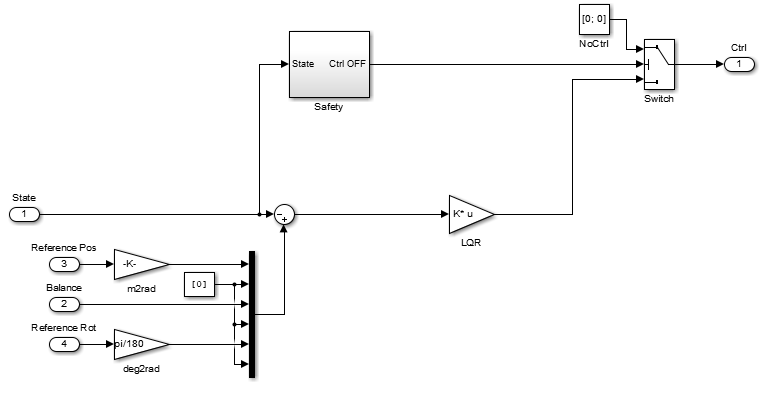 [0; 0]
NoCtrl
Ctrl
1
State
Ctrl OFF
Safety
Switch
State
1
−
+
K* u
LQR
Reference Pos
3
-K-
m2rad
[0]
Balance
2
Reference Rot
4
pi/180
deg2rad